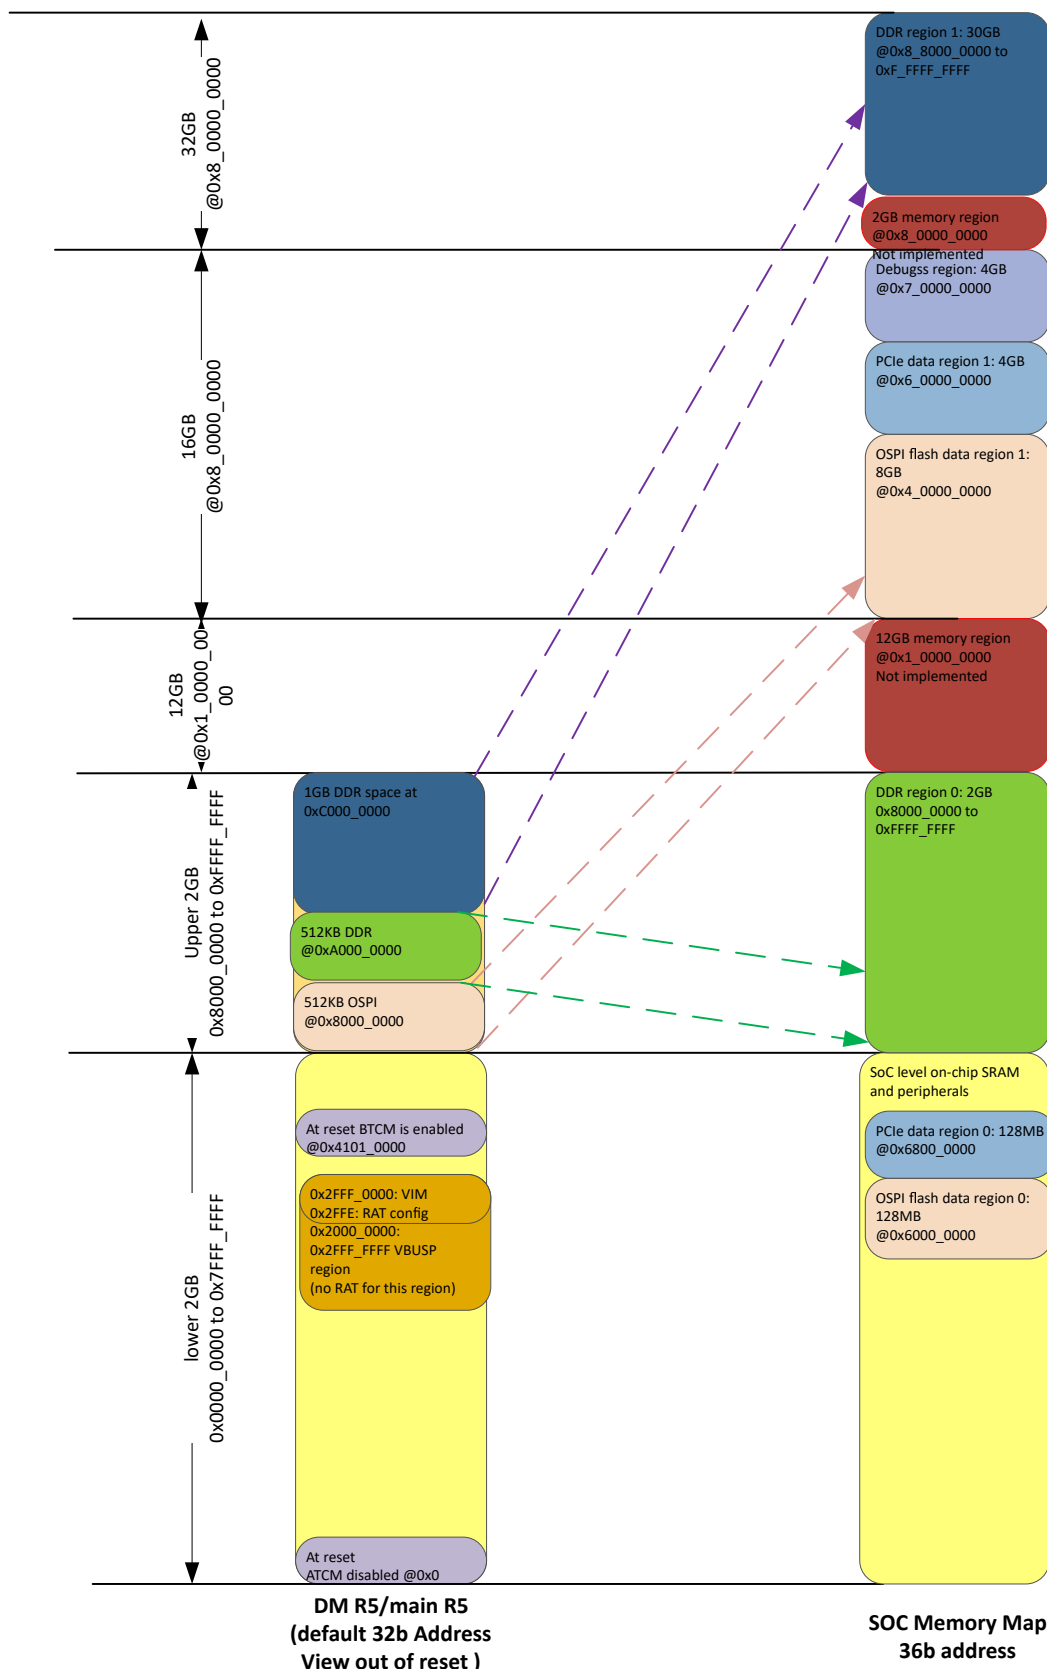 32GB
@0x8_0000_0000
16GB
@0x8_0000_0000
12GB
@0x1_0000_00
00
Upper 2GB
0x8000_0000 to 0xFFFF_FFFF
lower 2GB
0x0000_0000 to 0x7FFF_FFFF
1GB DDR space at
0xC000_0000
512KB DDR
@0xA000_0000
512KB OSPI
@0x8000_0000
At reset BTCM is enabled
@0x4101_0000
0x2FFF_0000: VIM
0x2FFE: RAT config
0x2000_0000:
0x2FFF_FFFF VBUSP
region
(no RAT for this region)
At reset
ATCM disabled @0x0
DM R5/main R5
(default 32b Address
View out of reset )
DDR region 1: 30GB
@0x8_8000_0000 to
0xF_FFFF_FFFF
2GB memory region
@0x8_0000_0000
Not implemented
Debugss region: 4GB
@0x7_0000_0000
PCIe data region 1: 4GB
@0x6_0000_0000
OSPI flash data region 1:
8GB
@0x4_0000_0000
12GB memory region
@0x1_0000_0000
Not implemented
DDR region 0: 2GB
0x8000_0000 to
0xFFFF_FFFF
SoC level on-chip SRAM
and peripherals
PCIe data region 0: 128MB
@0x6800_0000
OSPI flash data region 0:
128MB
@0x6000_0000
SOC Memory Map
36b address